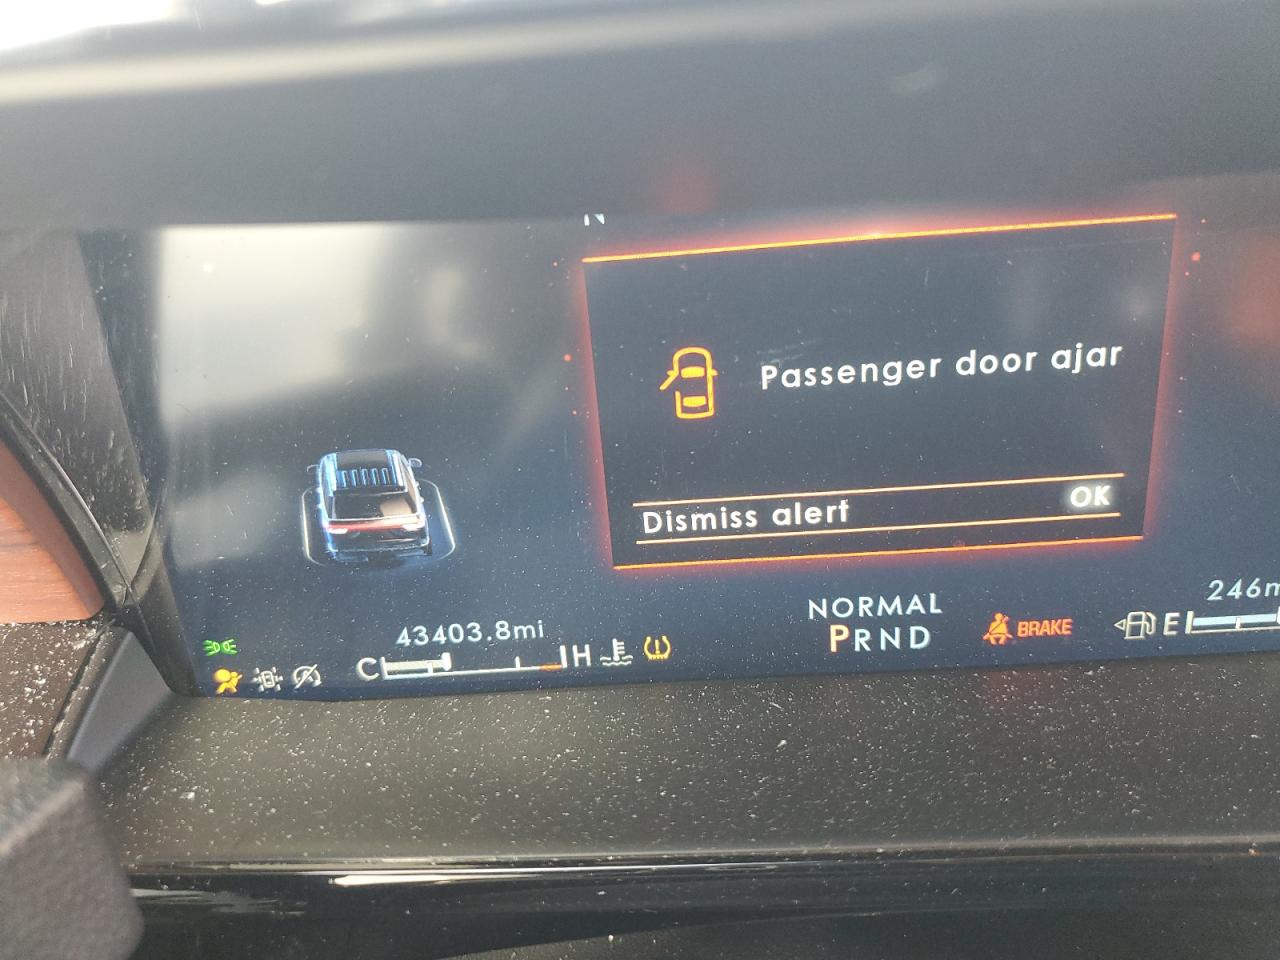 N
Passenger door ajar
Dismiss alert OK
246m
43403.8mi
NORMAL
C H
PRND
BRAKE
E